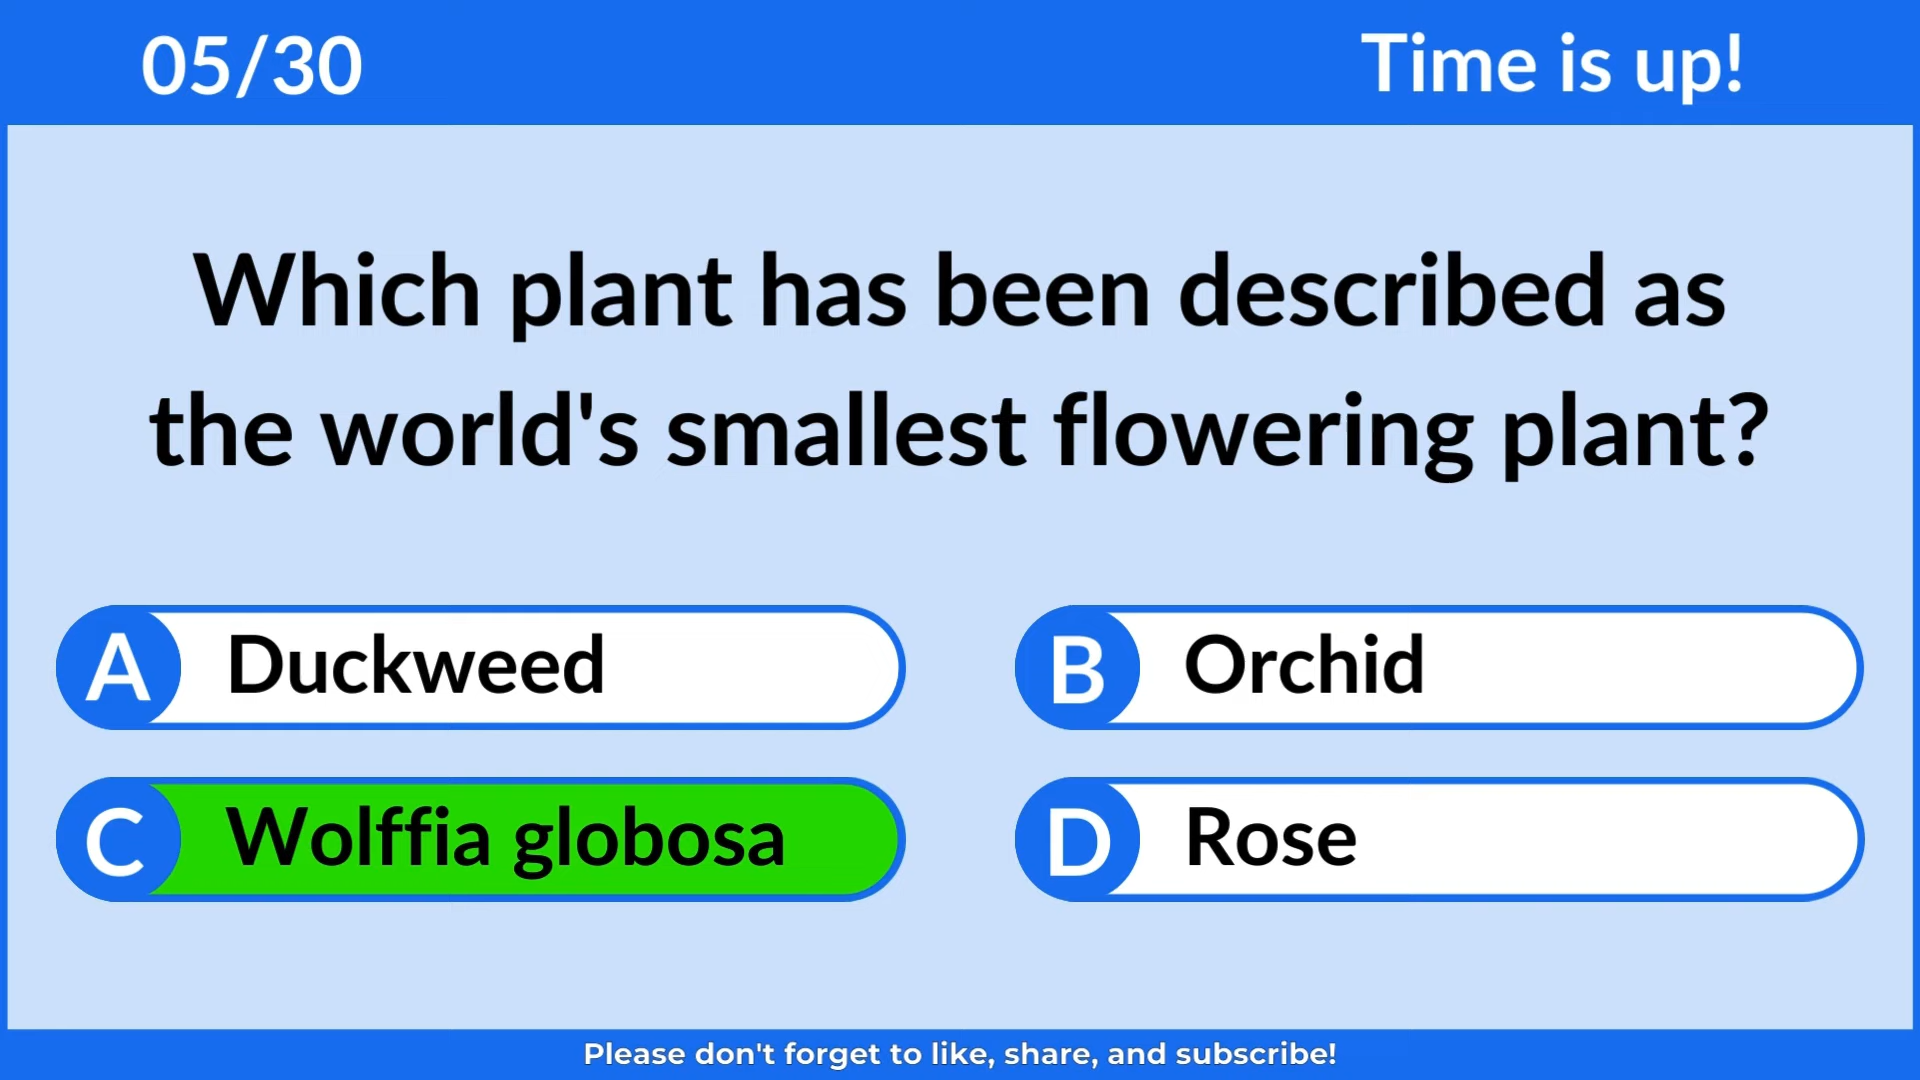 05/30
Time is up!
Which plant has been described as
the world's smallest flowering plant?
A Duckweed
B Orchid
C Wolffia globosa
D Rose
Please don't forget to like, share, and subscribe!